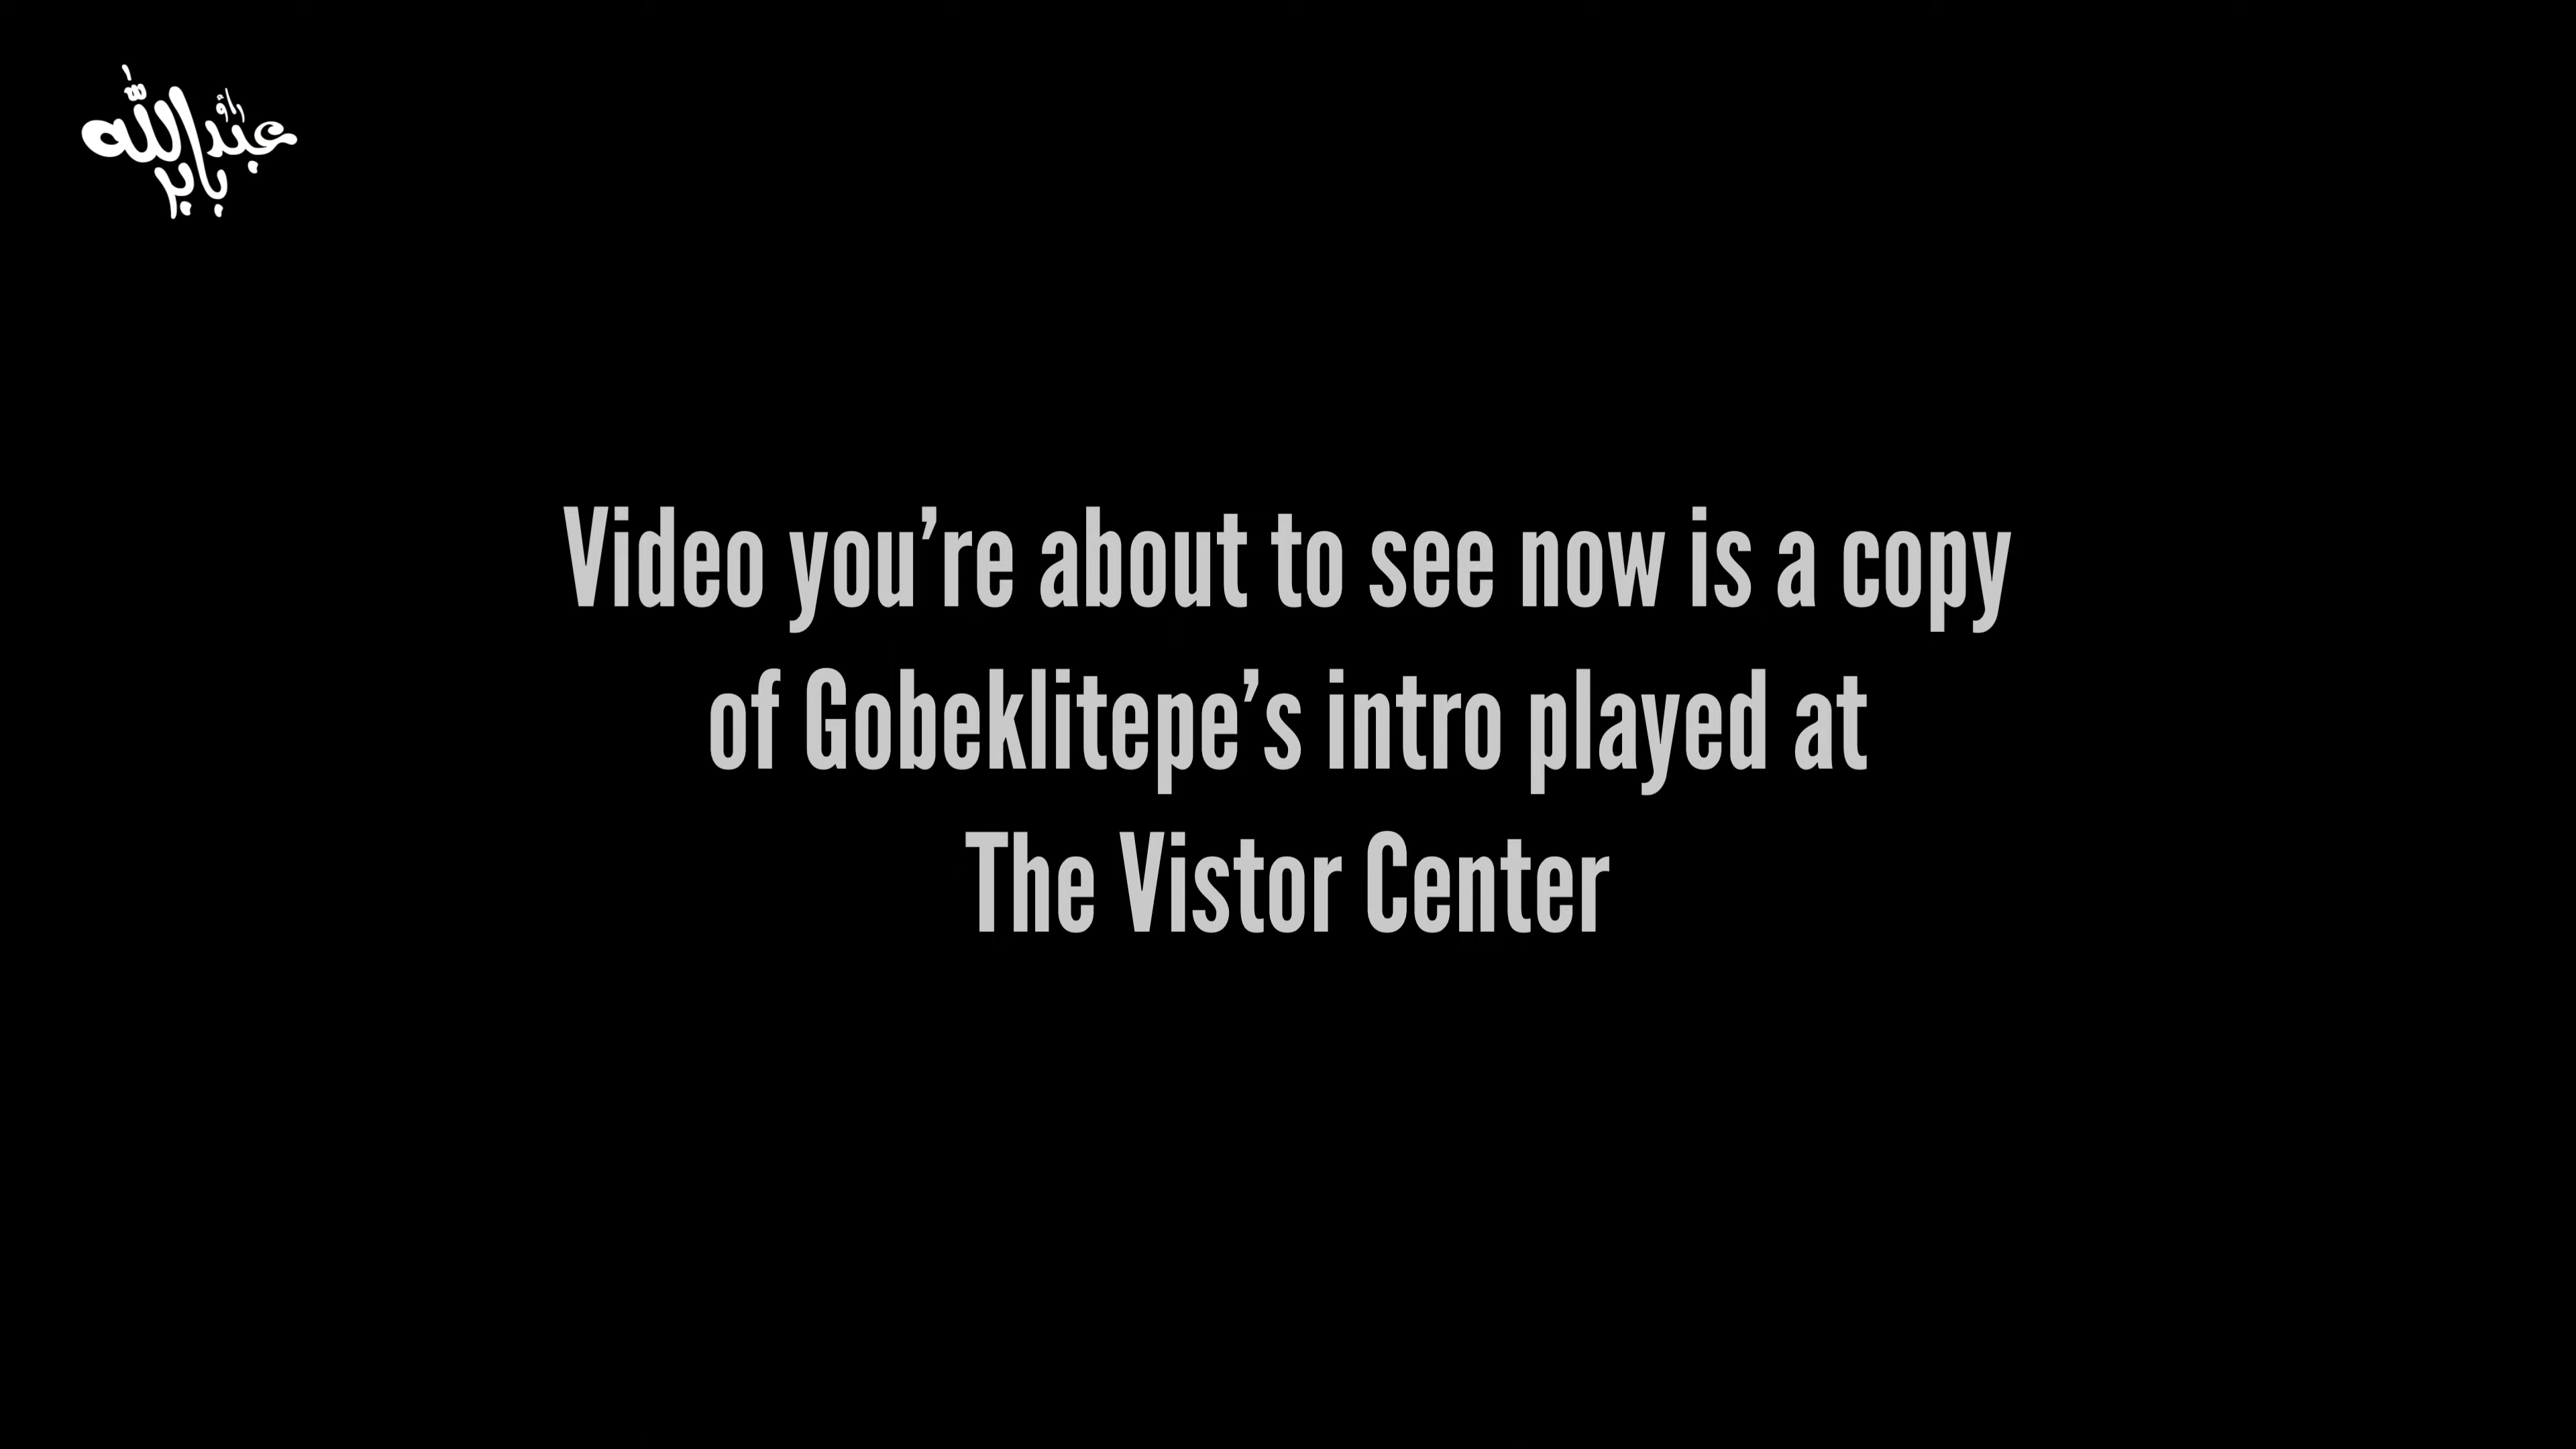 عبدالله
بابر
Video you’re about to see now is a copy
of Gobeklitepe’s intro played at
The Vistor Center